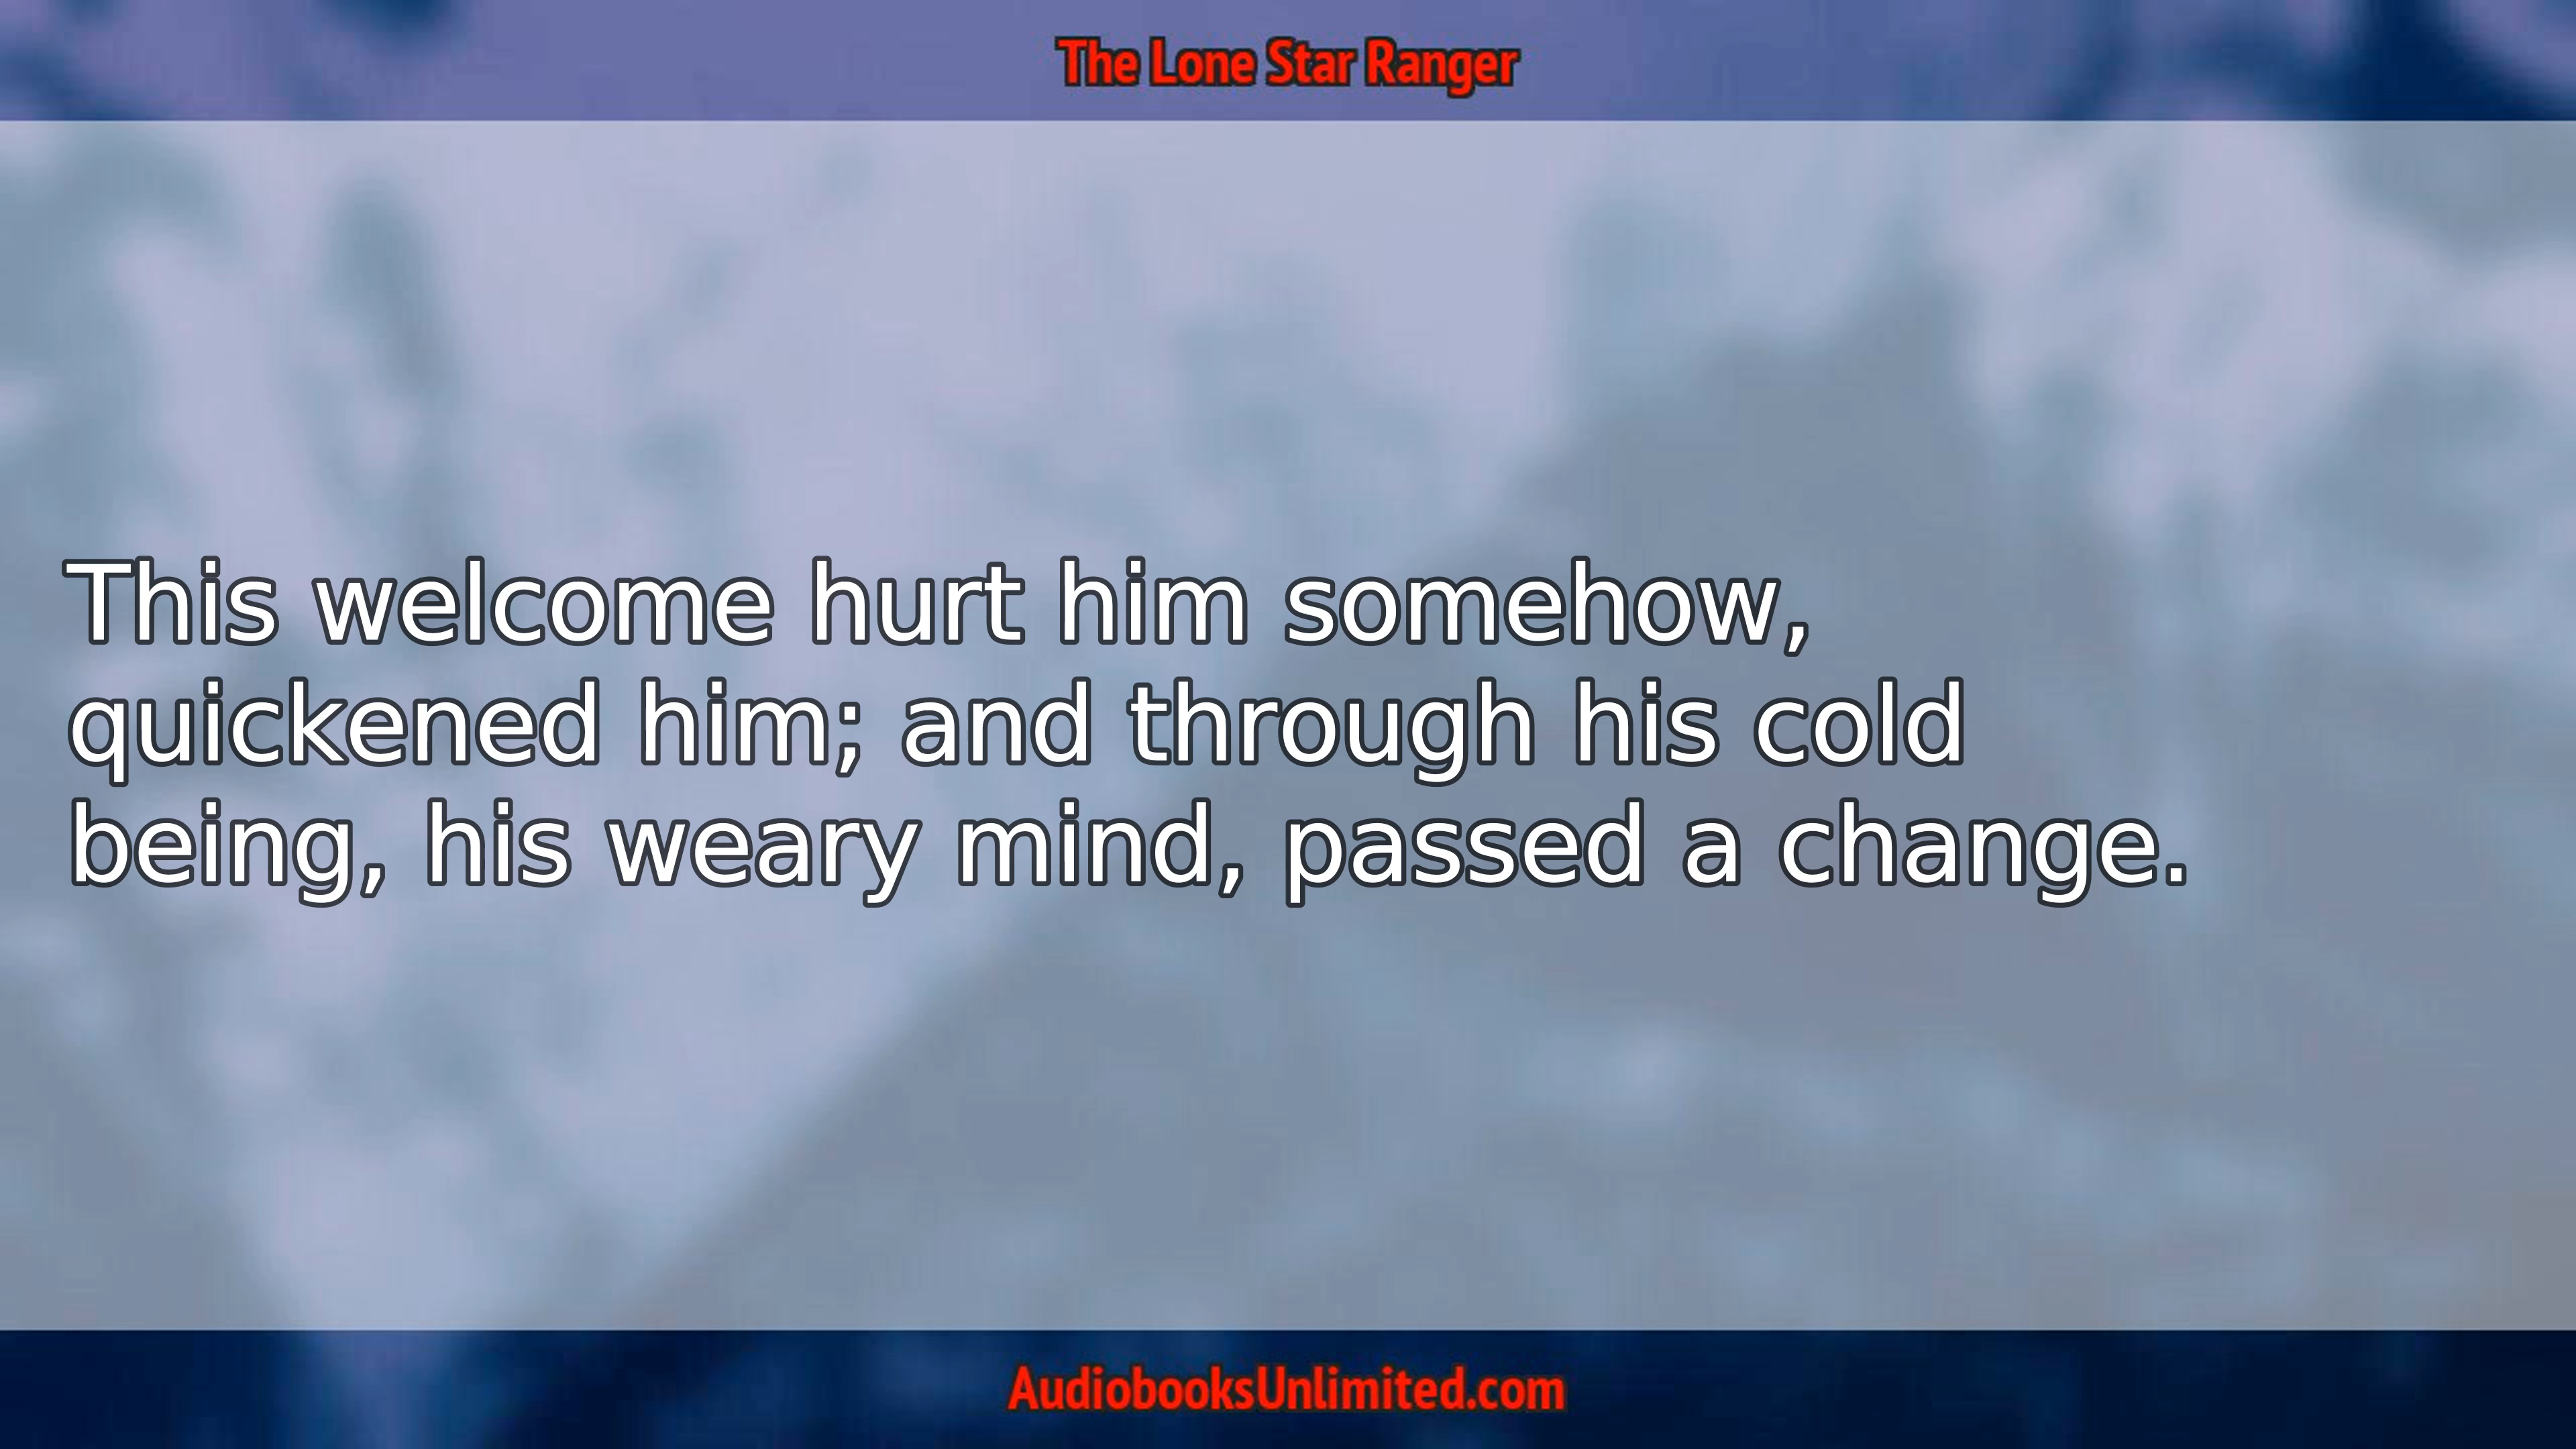 The Lone Star Ranger
This welcome hurt him somehow,
quickened him; and through his cold
being, his weary mind, passed a change.
AudiobooksUnlimited.com